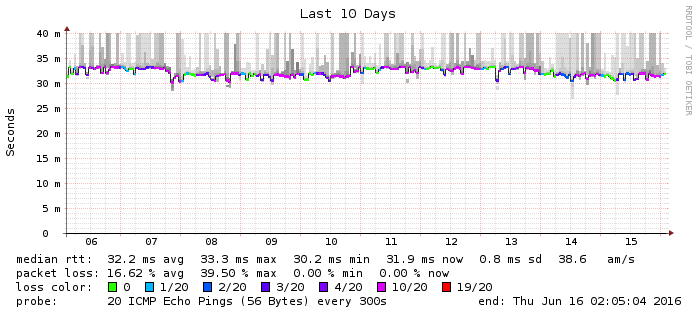 Last 10 Days
RRDTOOL / TOBI OETIKER
Seconds
40 m
35 m
30 m
25 m
20 m
15 m
10 m
5 m
0
06 07 08 09 10 11 12 13 14 15
median rtt: 32.2 ms avg 33.3 ms max 30.2 ms min 31.9 ms now 0.8 ms sd 38.6 am/s
packet loss: 16.62 % avg 39.50 % max 0.00 % min 0.00 % now
loss color: 0 1/20 2/20 3/20 4/20 10/20 19/20
probe: 20 ICMP Echo Pings (56 Bytes) every 300s end: Thu Jun 16 02:05:04 2016